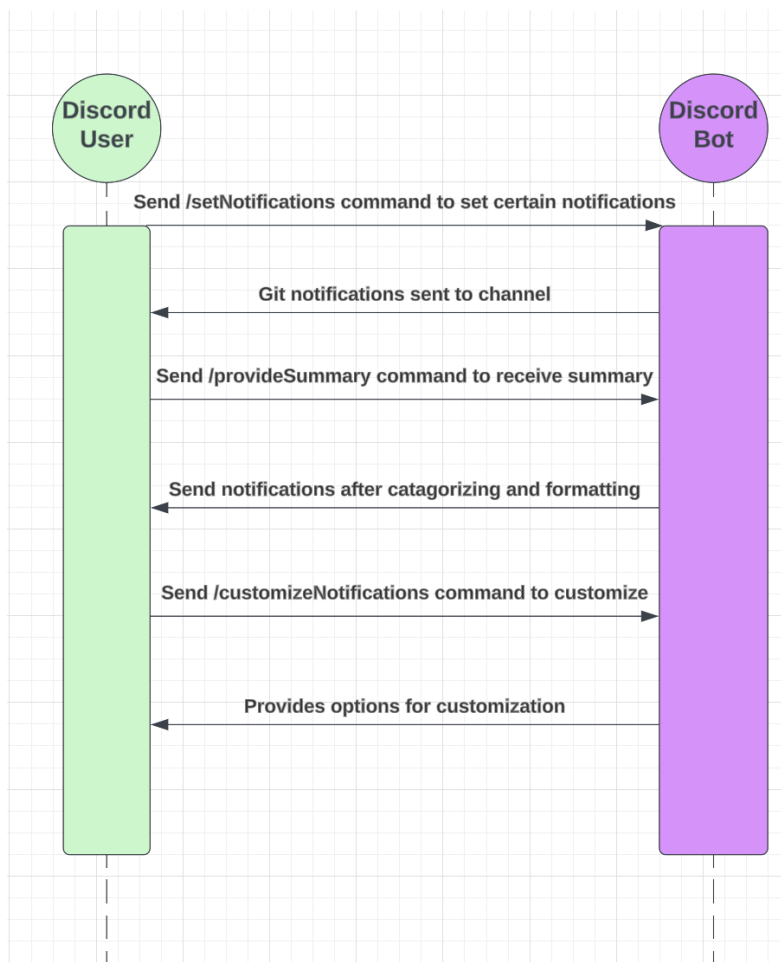 Discord
User
Discord
Bot
Send /setNotifications command to set certain notifications
Git notifications sent to channel
Send /provideSummary command to receive summary
Send notifications after catagorizing and formatting
Send /customizeNotifications command to customize
Provides options for customization